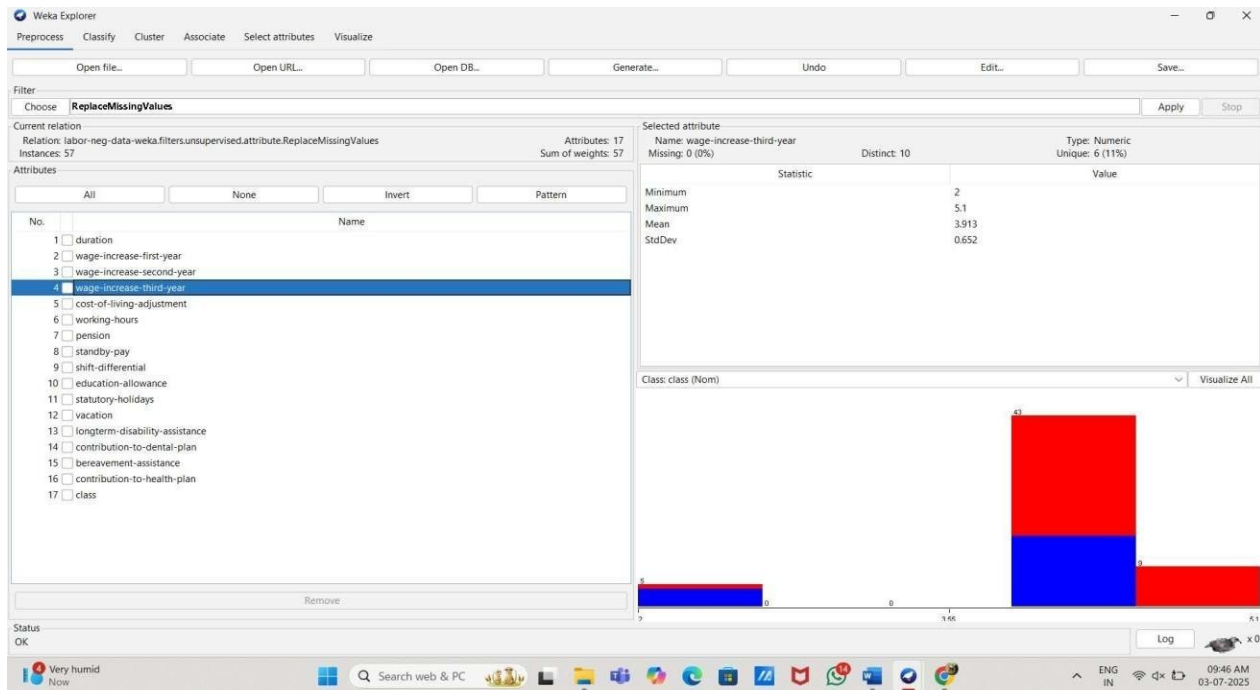 Weka Explorer
Preprocess Classify Cluster Associate Select attributes Visualize
Open file... Open URL... Open DB... Generate... Undo Edit... Save...
Filter
Choose ReplaceMissingValues Apply Stop
Current relation
Relation: labor-neg-data-weka.filters.unsupervised.attribute.ReplaceMissingValues Attributes: 17
Instances: 57 Sum of weights: 57
Attributes
All None Invert Pattern
No. Name
1 duration
2 wage-increase-first-year
3 wage-increase-second-year
4 wage-increase-third-year
5 cost-of-living-adjustment
6 working-hours
7 pension
8 standby-pay
9 shift-differential
10 education-allowance
11 statutory-holidays
12 vacation
13 longterm-disability-assistance
14 contribution-to-dental-plan
15 bereavement-assistance
16 contribution-to-health-plan
17 class
Remove
Selected attribute
Name: wage-increase-third-year Type: Numeric
Missing: 0 (0%) Distinct: 10 Unique: 6 (11%)
Statistic Value
Minimum 2
Maximum 5.1
Mean 3.913
StdDev 0.652
Class: class (Nom) Visualize All
43
9
5
0 0
2 3.55 5.1
Status
OK Log x 0
4 Very humid
Now
Search web & PC
14
ENG
IN
09:46 AM
03-07-2025